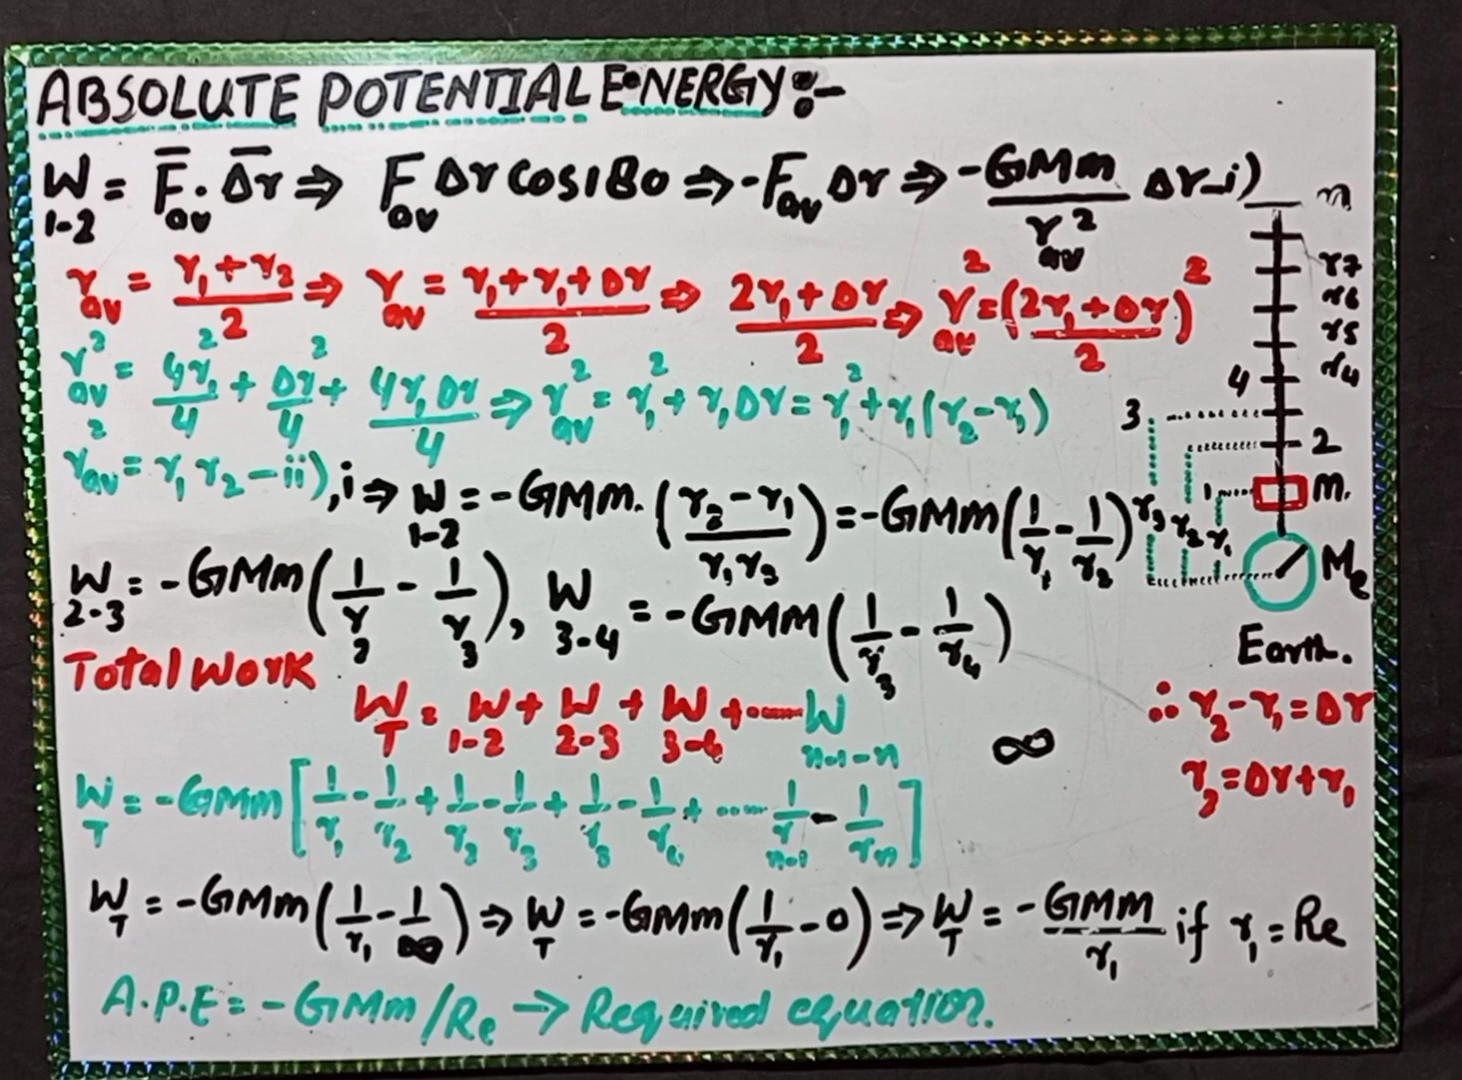 ABSOLUTE POTENTIAL ENERGY:-
W1-2 = F̅av . Δ̅r ⇒ Fav Δr cos180 ⇒ -Fav Δr ⇒ -GMm/rav² Δr -i)
rav = r1+r2/2 ⇒ rav = r1+r1+Δr/2 ⇒ 2r1+Δr/2 ⇒ rav² = (2r1+Δr/2)²
rav² = 4r1²/4 + Δr²/4 + 4r1Δr/4 ⇒ rav² = r1² + r1Δr = r1² + r1(r2-r1)
rav² = r1 r2 -ii), i ⇒ W1-2 = -GMm. (r2-r1/r1r2) = -GMm(1/r1 - 1/r2)
W2-3 = -GMm(1/r2 - 1/r3), W3-4 = -GMm(1/r3 - 1/r4)
Total Work
WT = W1-2 + W2-3 + W3-4 + ---- Wn-1-n
WT = -GMm[1/r1 - 1/r2 + 1/r2 - 1/r3 + 1/r3 - 1/r4 + ---- 1/rn-1 - 1/rn]
WT = -GMm(1/r1 - 1/∞) ⇒ WT = -GMm(1/r1 - 0) ⇒ WT = -GMm/r1 if r1 = Re
A.P.E = -GMm/Re → Required equation.
n
r7
r6
r5
r4
4
3
2
1 m.
r3 r2 r1
Me
Earth.
∴ r2-r1 = Δr
r2 = Δr+r1
∞